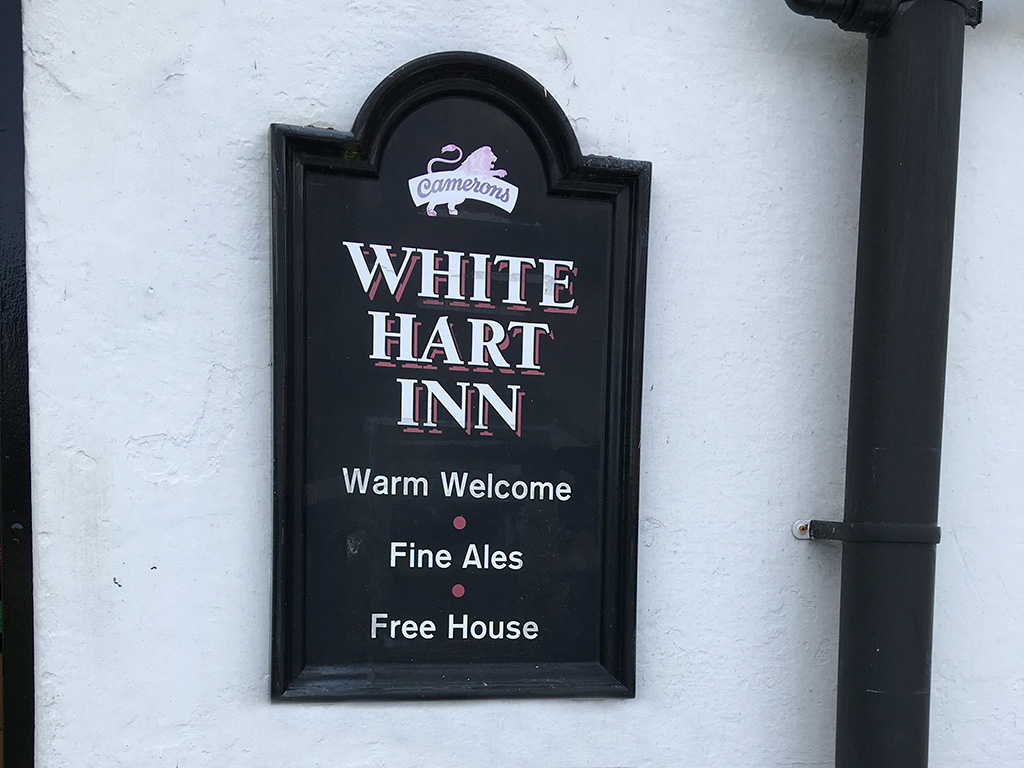 Camerons
WHITE
HART
INN
Warm Welcome
Fine Ales
Free House